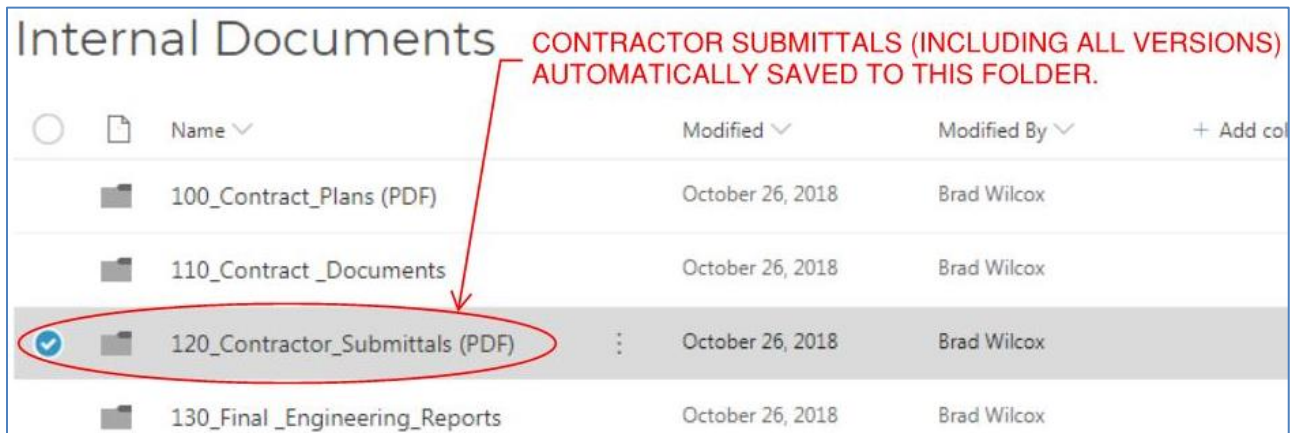 Internal Documents
CONTRACTOR SUBMITTALS (INCLUDING ALL VERSIONS)
AUTOMATICALLY SAVED TO THIS FOLDER.
Name Modified Modified By + Add col
100_Contract_Plans (PDF) October 26, 2018 Brad Wilcox
110_Contract _Documents October 26, 2018 Brad Wilcox
120_Contractor_Submittals (PDF) October 26, 2018 Brad Wilcox
130_Final _Engineering_Reports October 26, 2018 Brad Wilcox